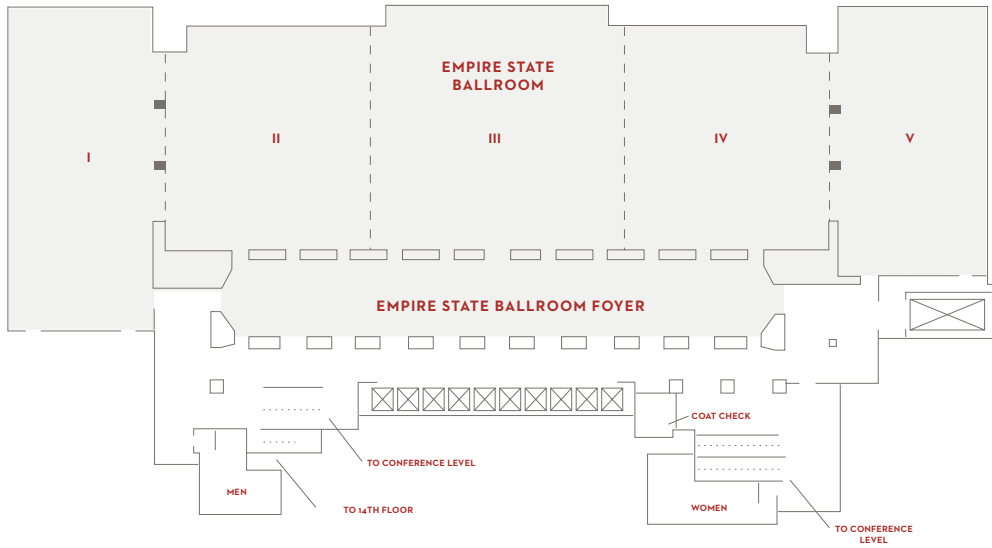 EMPIRE STATE
BALLROOM
I
II
III
IV
V
EMPIRE STATE BALLROOM FOYER
COAT CHECK
TO CONFERENCE LEVEL
MEN
TO 14TH FLOOR
WOMEN
TO CONFERENCE
LEVEL